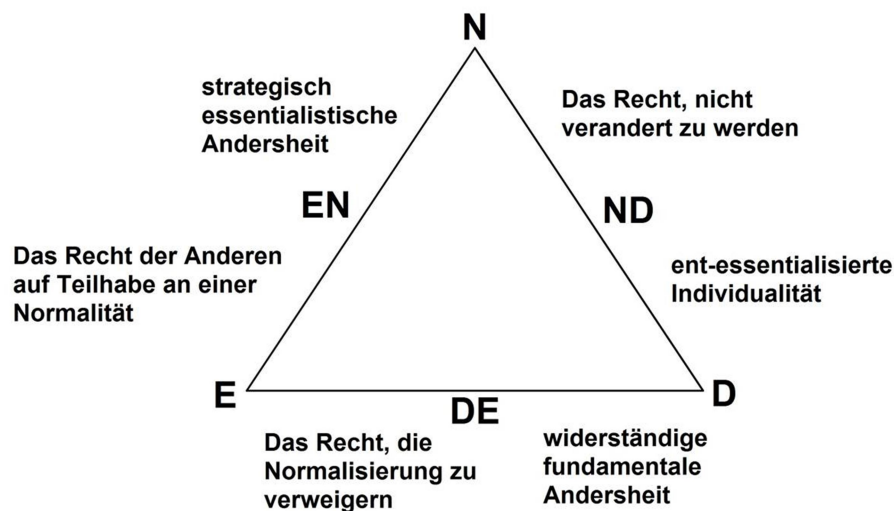 N
strategisch
essentialistische
Andersheit
Das Recht, nicht
verandert zu werden
EN
ND
Das Recht der Anderen
auf Teilhabe an einer
Normalität
ent-essentialisierte
Individualität
E
DE
D
Das Recht, die
Normalisierung zu
verweigern
widerständige
fundamentale
Andersheit